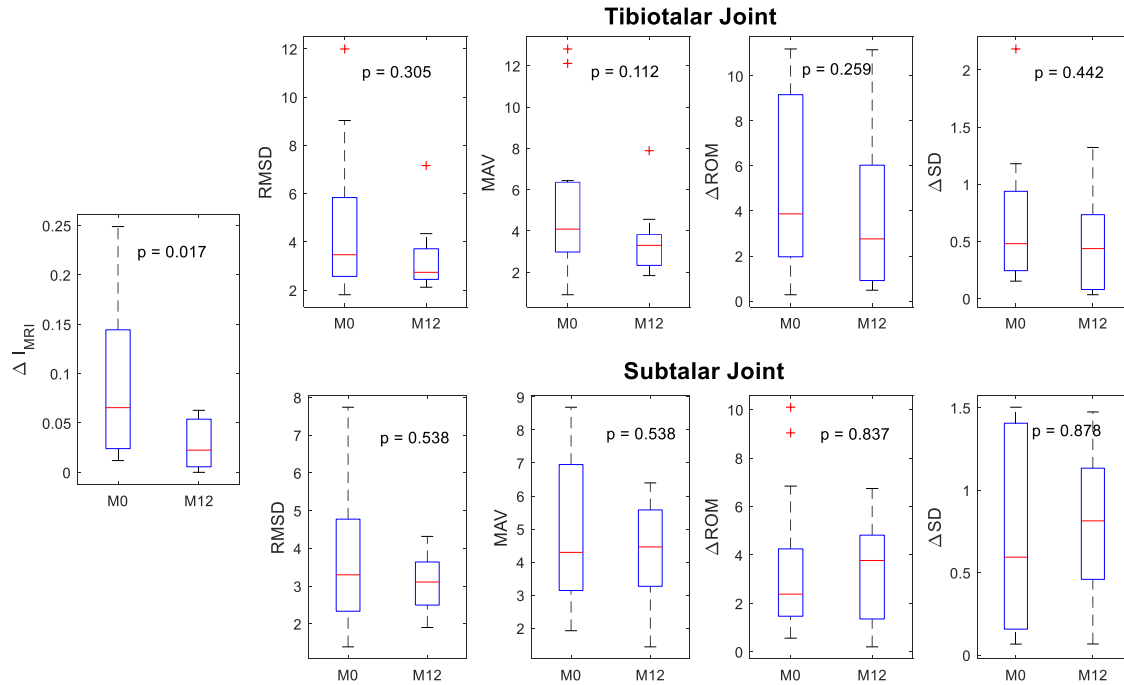 Tibiotalar Joint
RMSD
12
10
8
6
4
2
p = 0.305
M0
M12
MAV
12
10
8
6
4
2
p = 0.112
M0
M12
ΔROM
10
8
6
4
2
0
p = 0.259
M0
M12
ΔSD
2
1.5
1
0.5
0
p = 0.442
M0
M12
Δ I_MRI
0.25
0.2
0.15
0.1
0.05
0
p = 0.017
M0
M12
Subtalar Joint
RMSD
8
7
6
5
4
3
2
p = 0.538
M0
M12
MAV
9
8
7
6
5
4
3
2
p = 0.538
M0
M12
ΔROM
10
8
6
4
2
0
p = 0.837
M0
M12
ΔSD
1.5
1
0.5
0
p = 0.878
M0
M12